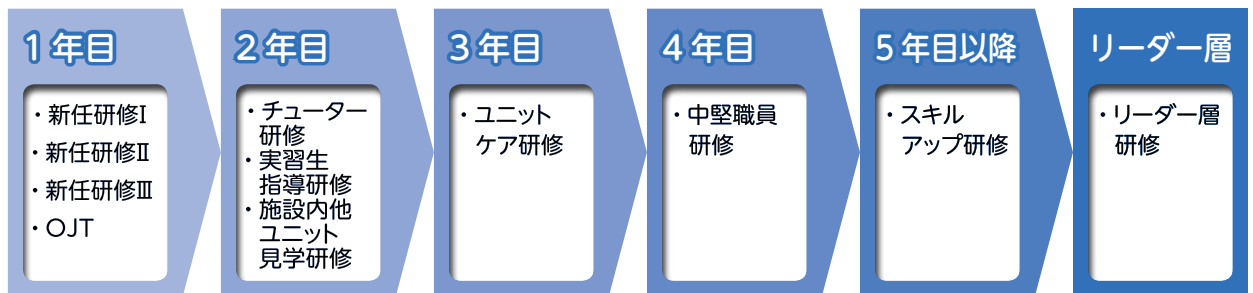 1年目
・新任研修Ⅰ
・新任研修Ⅱ
・新任研修Ⅲ
・OJT
2年目
・チューター
研修
・実習生
指導研修
・施設内他
ユニット
見学研修
3年目
・ユニット
ケア研修
4年目
・中堅職員
研修
5年目以降
・スキル
アップ研修
リーダー層
・リーダー層
研修